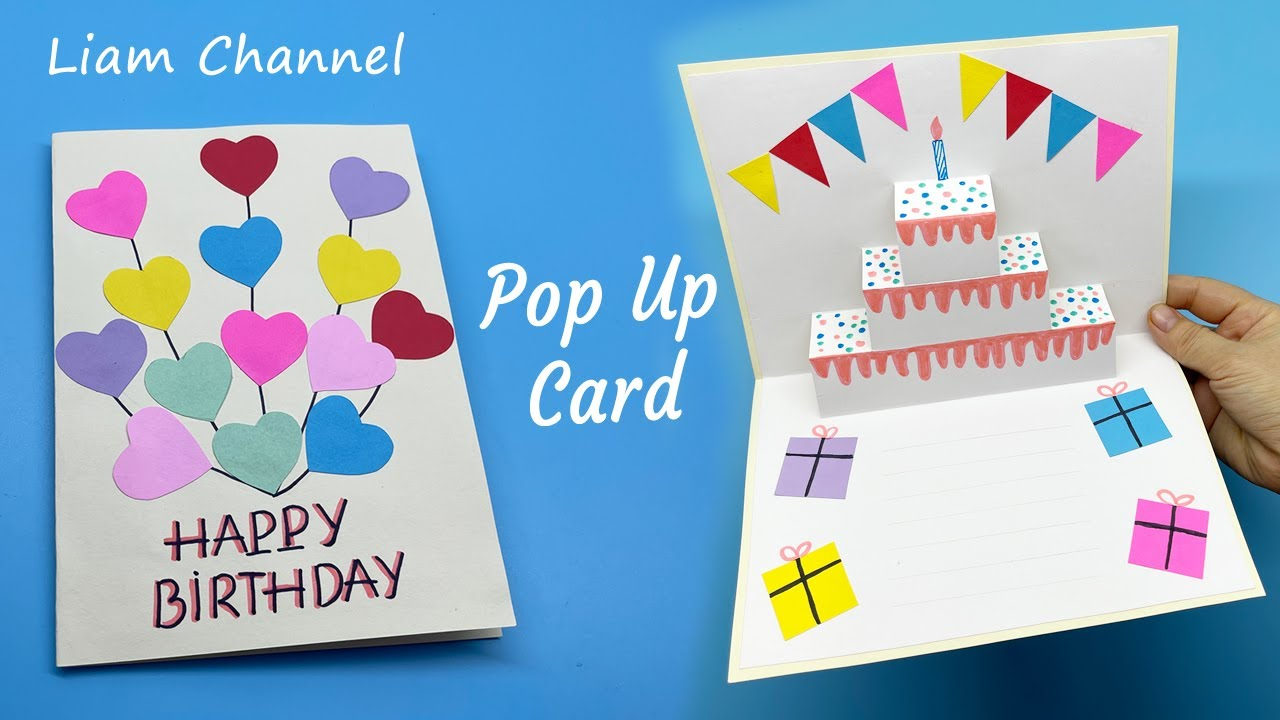 Liam Channel
HAPPY
BIRTHDAY
Pop Up
Card